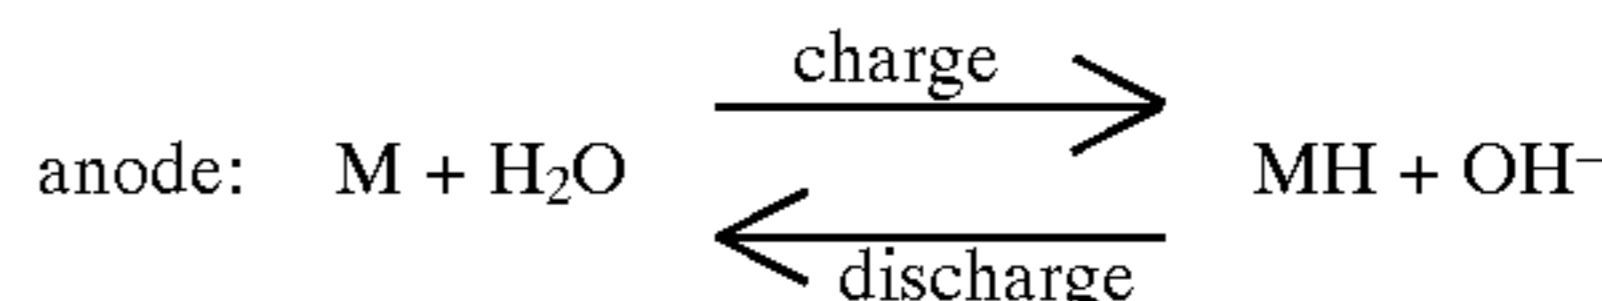 charge
anode: M + H₂O MH + OH⁻
discharge